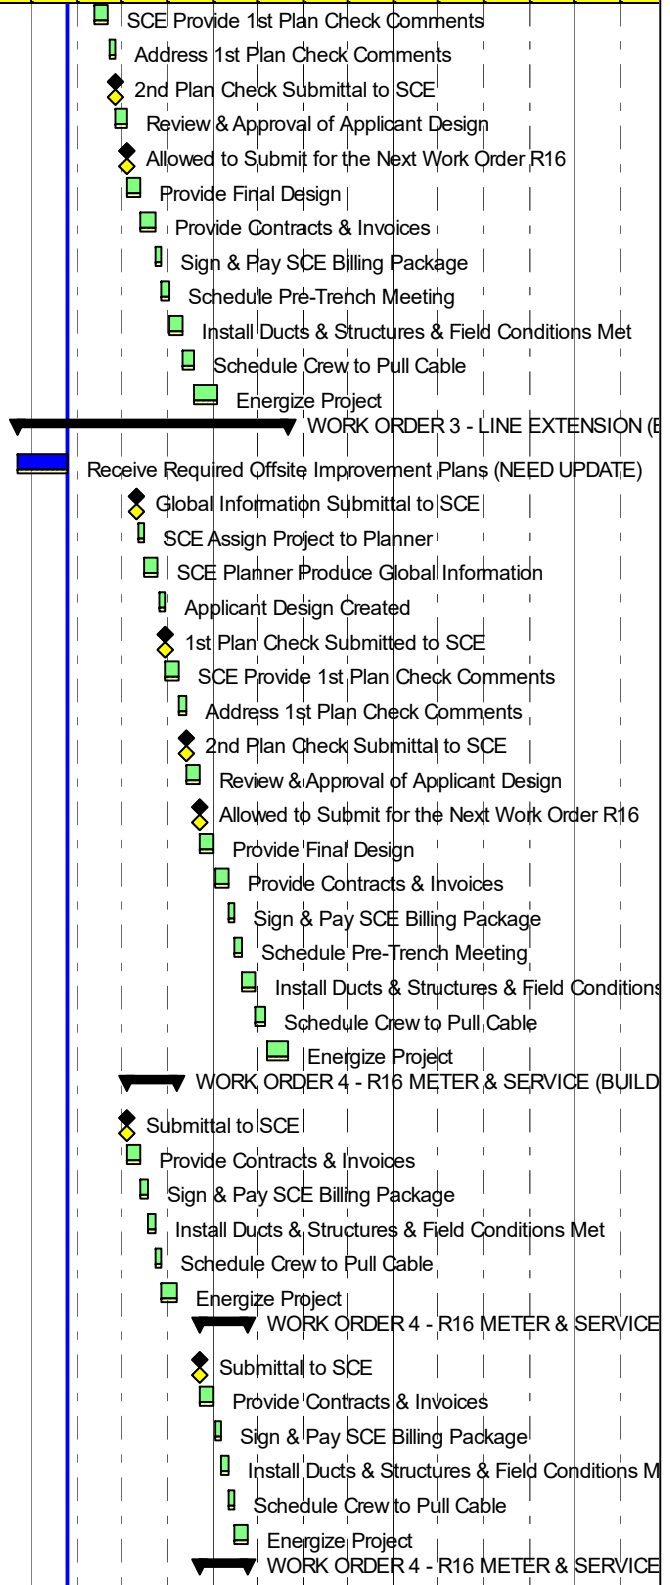 SCE Provide 1st Plan Check Comments
Address 1st Plan Check Comments
2nd Plan Check Submittal to SCE
Review & Approval of Applicant Design
Allowed to Submit for the Next Work Order R16
Provide Final Design
Provide Contracts & Invoices
Sign & Pay SCE Billing Package
Schedule Pre-Trench Meeting
Install Ducts & Structures & Field Conditions Met
Schedule Crew to Pull Cable
Energize Project
WORK ORDER 3 - LINE EXTENSION (
Receive Required Offsite Improvement Plans (NEED UPDATE)
Global Information Submittal to SCE
SCE Assign Project to Planner
SCE Planner Produce Global Information
Applicant Design Created
1st Plan Check Submitted to SCE
SCE Provide 1st Plan Check Comments
Address 1st Plan Check Comments
2nd Plan Check Submittal to SCE
Review & Approval of Applicant Design
Allowed to Submit for the Next Work Order R16
Provide Final Design
Provide Contracts & Invoices
Sign & Pay SCE Billing Package
Schedule Pre-Trench Meeting
Install Ducts & Structures & Field Conditions
Schedule Crew to Pull Cable
Energize Project
WORK ORDER 4 - R16 METER & SERVICE (BUILD
Submittal to SCE
Provide Contracts & Invoices
Sign & Pay SCE Billing Package
Install Ducts & Structures & Field Conditions Met
Schedule Crew to Pull Cable
Energize Project
WORK ORDER 4 - R16 METER & SERVICE
Submittal to SCE
Provide Contracts & Invoices
Sign & Pay SCE Billing Package
Install Ducts & Structures & Field Conditions M
Schedule Crew to Pull Cable
Energize Project
WORK ORDER 4 - R16 METER & SERVICE